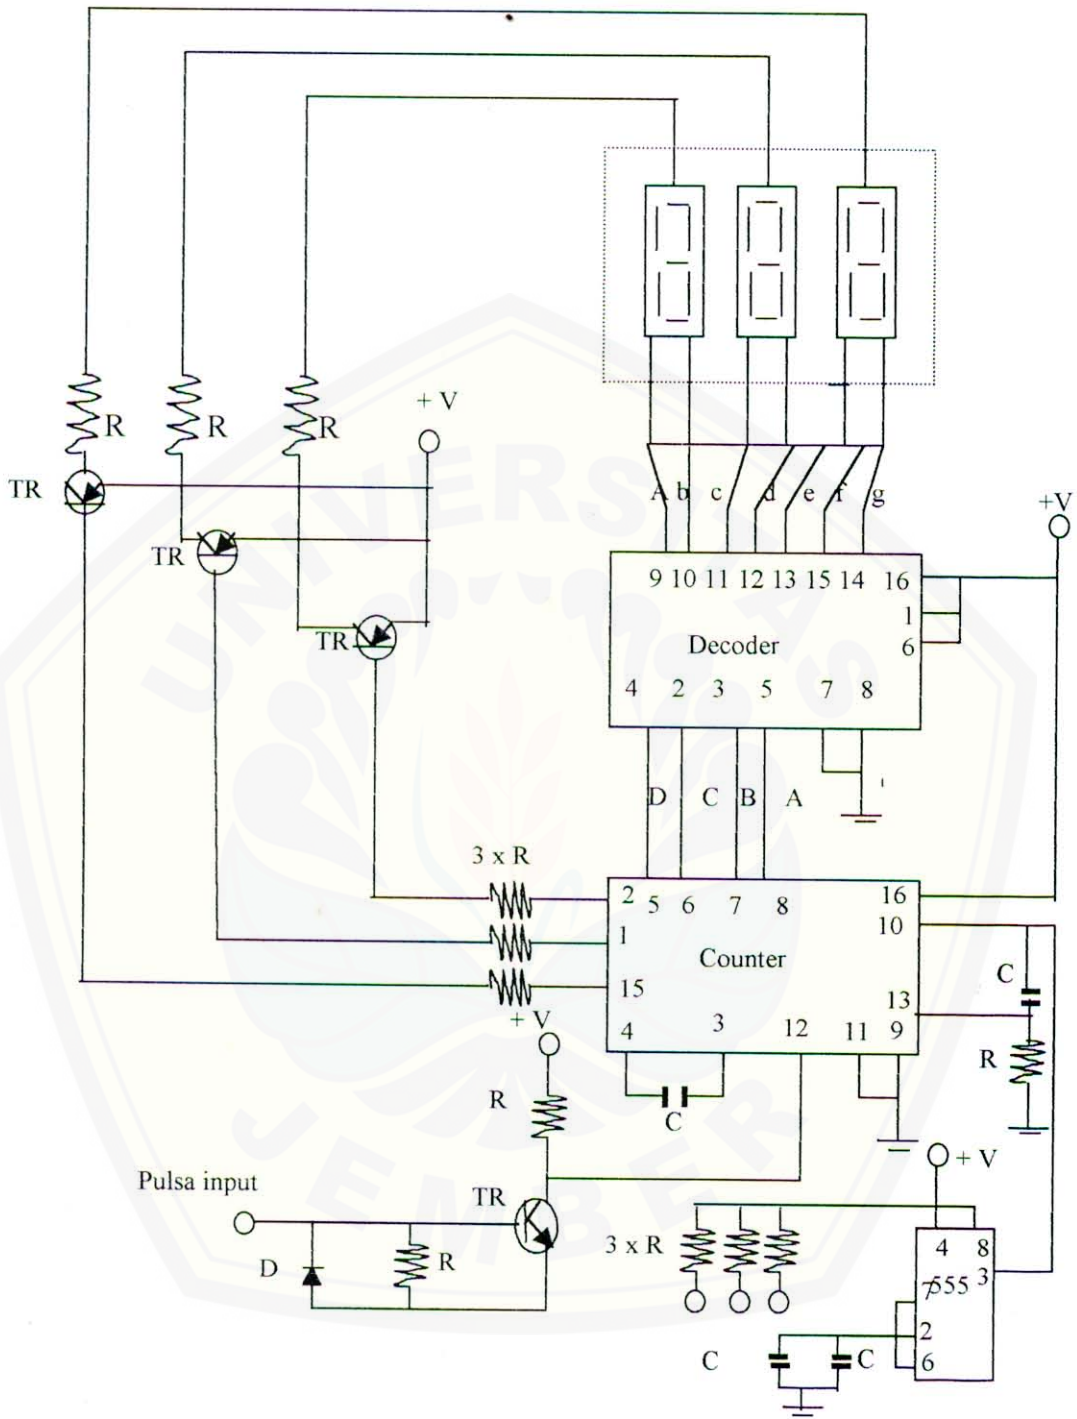 R
R
R
+ V
TR
TR
TR
A b c d e f g
+V
9 10 11 12 13 15 14 16
1
6
Decoder
4 2 3 5 7 8
D C B A
3 x R
2 5 6 7 8 16
10
1
Counter
15
13
4 3 12 11 9
C
R
+ V
R
C
+ V
Pulsa input
TR
D
R
3 x R
4 8
3
7
555
2
6
C
C
UNIVERSITAS
JEMBER